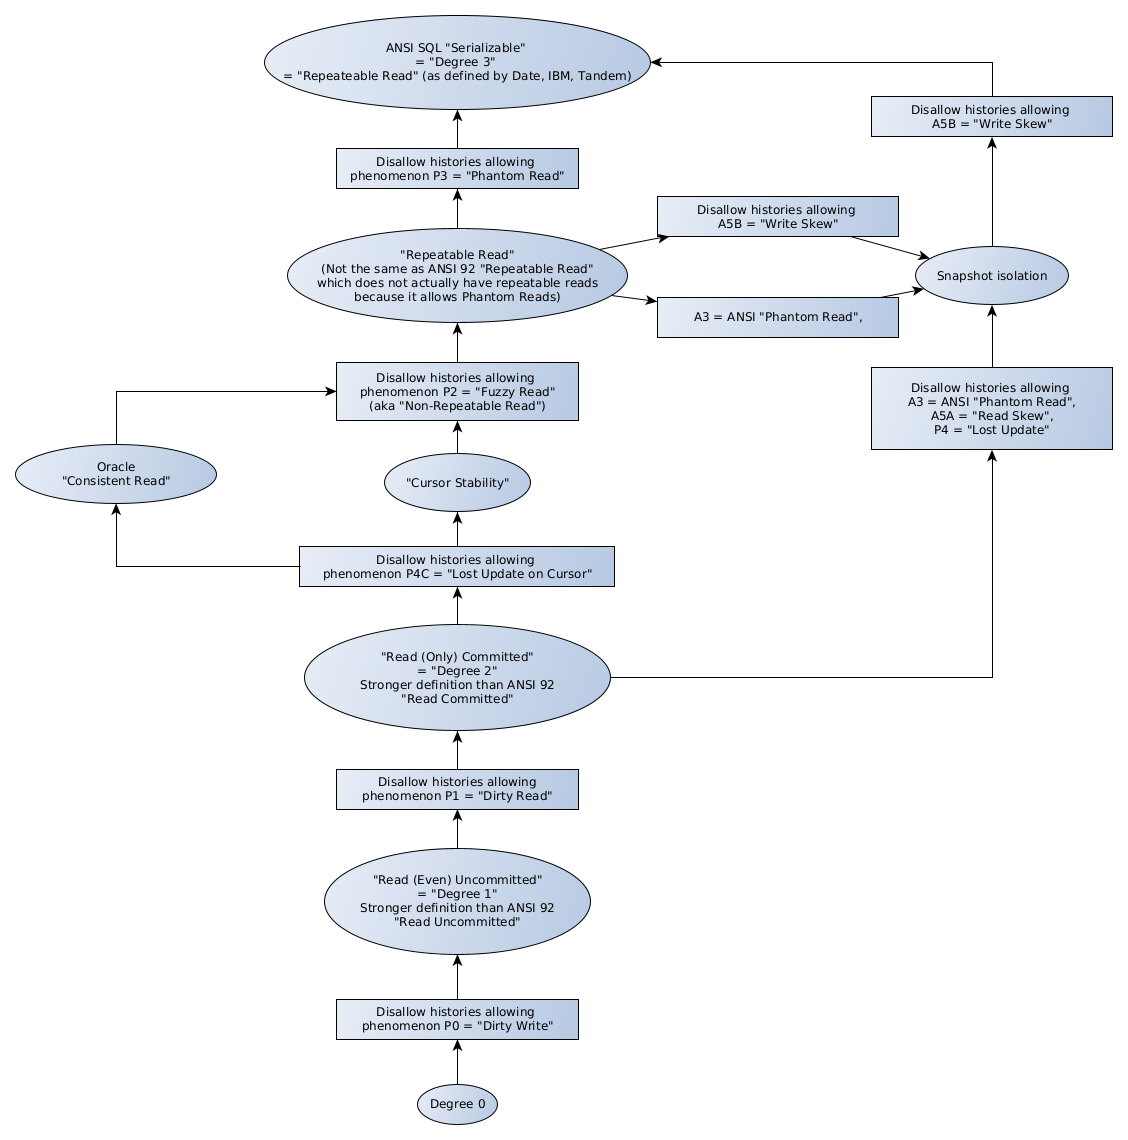 ANSI SQL "Serializable"
= "Degree 3"
= "Repeateable Read" (as defined by Date, IBM, Tandem)
Disallow histories allowing
A5B = "Write Skew"
Disallow histories allowing
phenomenon P3 = "Phantom Read"
Disallow histories allowing
A5B = "Write Skew"
"Repeatable Read"
(Not the same as ANSI 92 "Repeatable Read"
which does not actually have repeatable reads
because it allows Phantom Reads)
Snapshot isolation
A3 = ANSI "Phantom Read",
Disallow histories allowing
phenomenon P2 = "Fuzzy Read"
(aka "Non-Repeatable Read")
Disallow histories allowing
A3 = ANSI "Phantom Read",
A5A = "Read Skew",
P4 = "Lost Update"
Oracle
"Consistent Read"
"Cursor Stability"
Disallow histories allowing
phenomenon P4C = "Lost Update on Cursor"
"Read (Only) Committed"
= "Degree 2"
Stronger definition than ANSI 92
"Read Committed"
Disallow histories allowing
phenomenon P1 = "Dirty Read"
"Read (Even) Uncommitted"
= "Degree 1"
Stronger definition than ANSI 92
"Read Uncommitted"
Disallow histories allowing
phenomenon P0 = "Dirty Write"
Degree 0